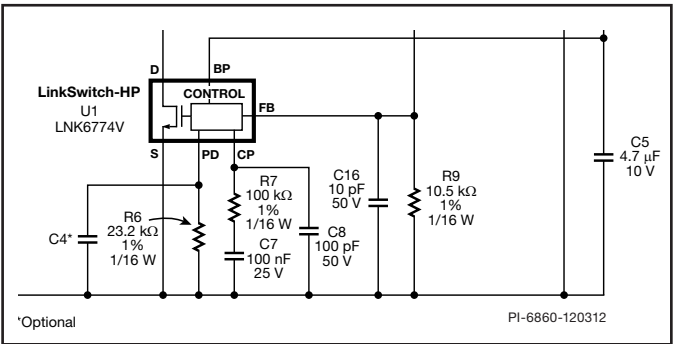 D
BP
LinkSwitch-HP
U1
LNK6774V
CONTROL
FB
S
PD
CP
C5
4.7 μF
10 V
C16
10 pF
50 V
R9
10.5 kΩ
1%
1/16 W
R7
100 kΩ
1%
1/16 W
R6
23.2 kΩ
1%
1/16 W
C4*
C8
100 pF
50 V
C7
100 nF
25 V
*Optional
PI-6860-120312